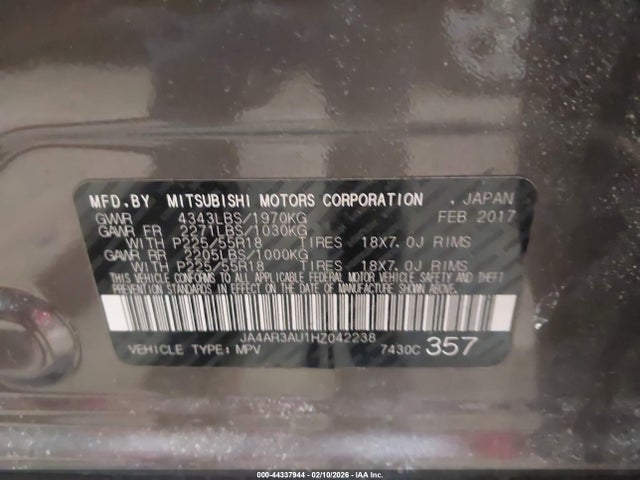 MFD.BY MITSUBISHI MOTORS CORPORATION , JAPAN
GVWR 4343LBS/1970KG FEB 2017
GAWR FR 2271LBS/1030KG
WITH P225/55R18 TIRES 18X7.0J RIMS
GAWR RR 2205LBS/1000KG
WITH P225/55R18 TIRES 18X7.0J RIMS
THIS VEHICLE CONFORMS TO ALL APPLICABLE FEDERAL MOTOR VEHICLE SAFETY AND THEFT
PREVENTION STANDARDS IN EFFECT ON THE DATE OF MANUFACTURE SHOWN ABOVE.
JA4AR3AU1HZ042238
VEHICLE TYPE: MPV 7430C 357
000-44337944 - 02/10/2026 - IAA Inc.